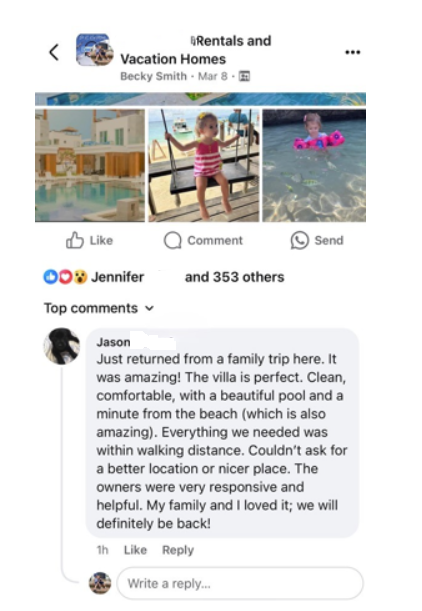 Rentals and
Vacation Homes
Becky Smith · Mar 8 ·
Like
Comment
Send
Jennifer and 353 others
Top comments
Jason
Just returned from a family trip here. It
was amazing! The villa is perfect. Clean,
comfortable, with a beautiful pool and a
minute from the beach (which is also
amazing). Everything we needed was
within walking distance. Couldn't ask for
a better location or nicer place. The
owners were very responsive and
helpful. My family and I loved it; we will
definitely be back!
1h Like Reply
Write a reply...